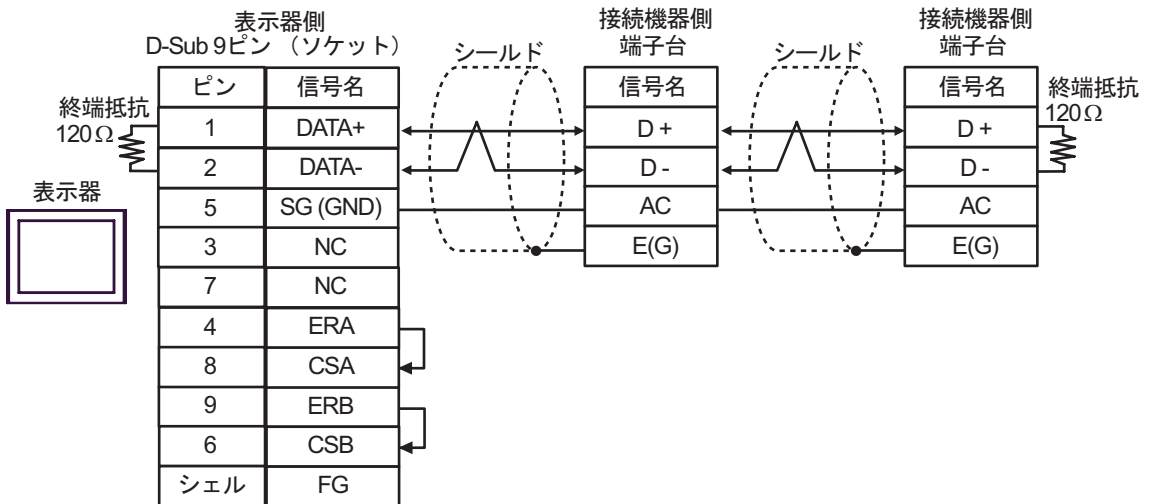 表示器側
D-Sub 9ピン （ソケット）
シールド
接続機器側
端子台
シールド
接続機器側
端子台
ピン 信号名
信号名
信号名
終端抵抗
120Ω
終端抵抗
120Ω
1 DATA+
D +
D +
2 DATA-
D -
D -
表示器
5 SG (GND)
AC
AC
3 NC
E(G)
E(G)
7 NC
4 ERA
8 CSA
9 ERB
6 CSB
シェル FG